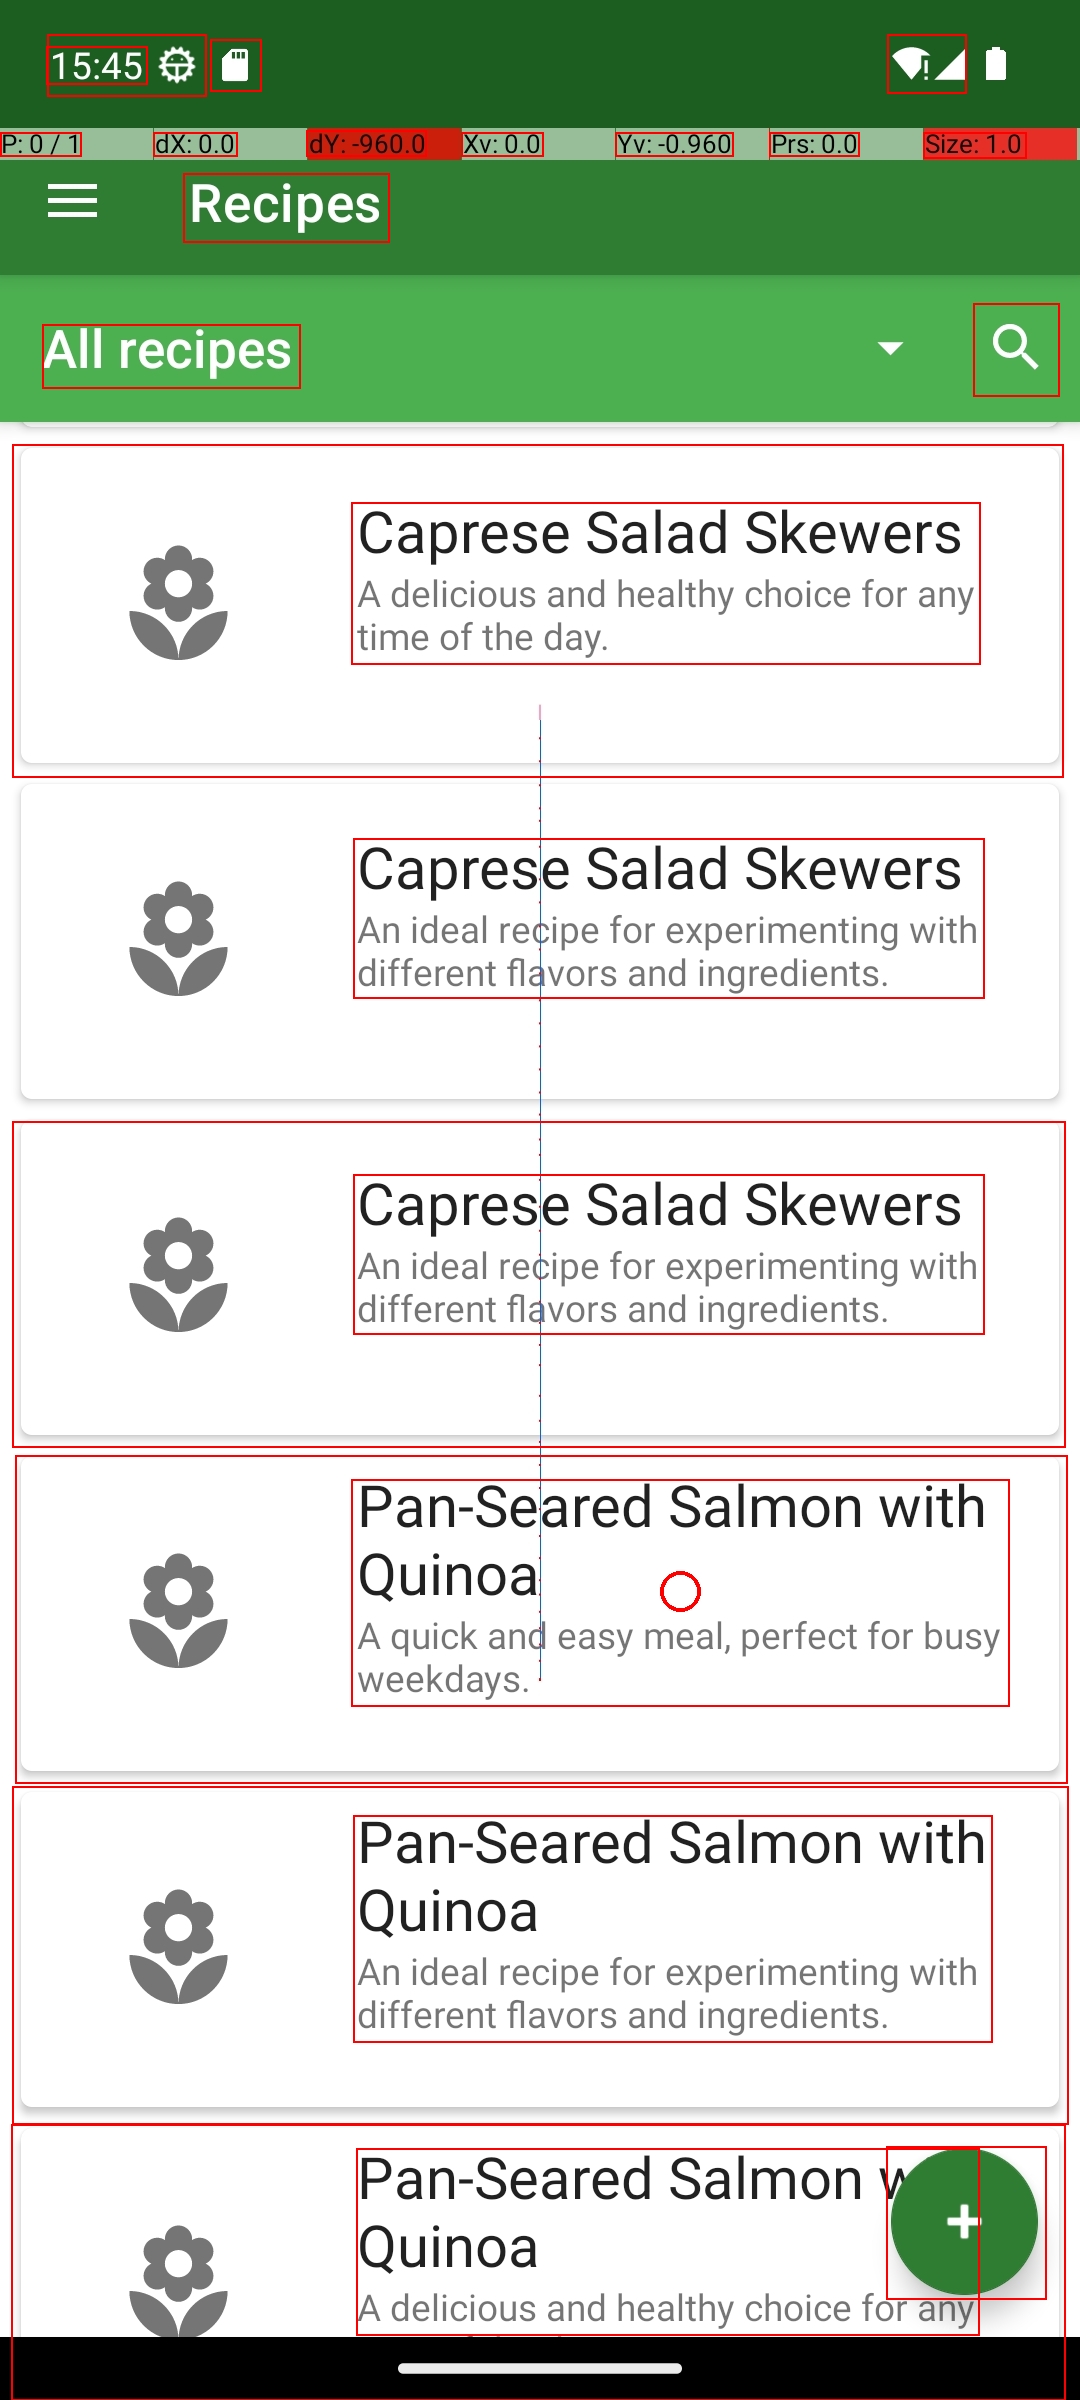 15:45
P: 0 / 1
dX: 0.0
dY: -960.0
Xv: 0.0
Yv: -0.960
Prs: 0.0
Size: 1.0
Recipes
All recipes
Caprese Salad Skewers
A delicious and healthy choice for any
time of the day.
Caprese Salad Skewers
An ideal recipe for experimenting with
different flavors and ingredients.
Caprese Salad Skewers
An ideal recipe for experimenting with
different flavors and ingredients.
Pan-Seared Salmon with
Quinoa
A quick and easy meal, perfect for busy
weekdays.
Pan-Seared Salmon with
Quinoa
An ideal recipe for experimenting with
different flavors and ingredients.
Pan-Seared Salmon
Quinoa
A delicious and healthy choice for any